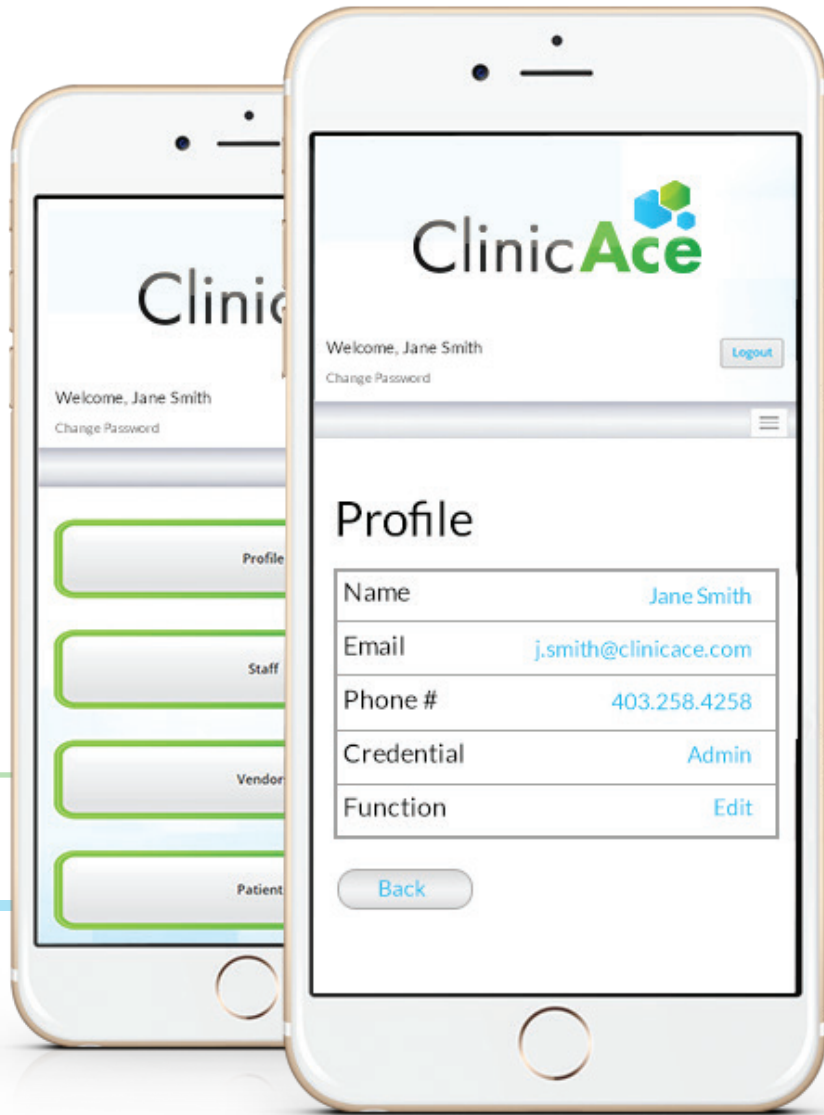 Clinic
Welcome, Jane Smith
Change Password
Profile
Staff
Vendor
Patient
ClinicAce
Welcome, Jane Smith
Logout
Change Password
Profile
Name Jane Smith
Email j.smith@clinicace.com
Phone # 403.258.4258
Credential Admin
Function Edit
Back